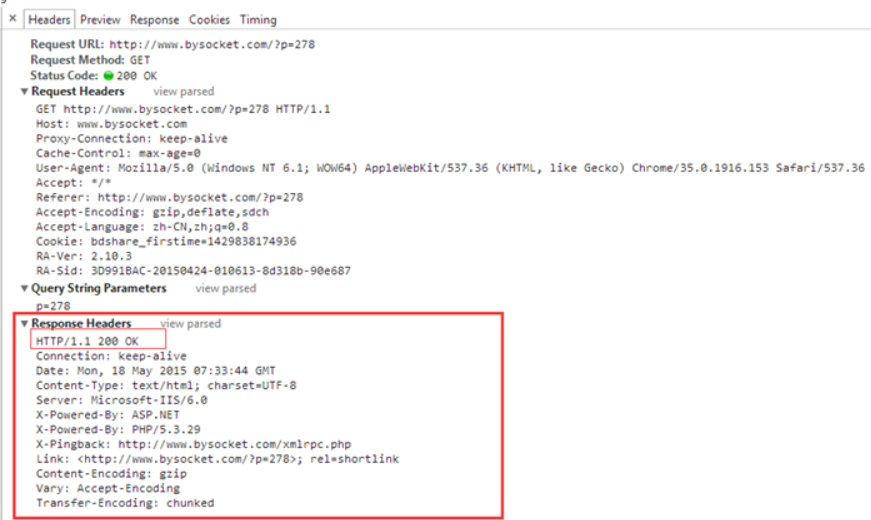 × Headers Preview Response Cookies Timing
Request URL: http://www.bysocket.com/?p=278
Request Method: GET
Status Code: 200 OK
▼ Request Headers view parsed
GET http://www.bysocket.com/?p=278 HTTP/1.1
Host: www.bysocket.com
Proxy-Connection: keep-alive
Cache-Control: max-age=0
User-Agent: Mozilla/5.0 (Windows NT 6.1; WOW64) AppleWebKit/537.36 (KHTML, like Gecko) Chrome/35.0.1916.153 Safari/537.36
Accept: */*
Referer: http://www.bysocket.com/?p=278
Accept-Encoding: gzip,deflate,sdch
Accept-Language: zh-CN,zh;q=0.8
Cookie: bdshare_firstime=1429838174936
RA-Ver: 2.10.3
RA-Sid: 3D991BAC-20150424-010613-8d318b-90e687
▼ Query String Parameters view parsed
p=278
▼ Response Headers view parsed
HTTP/1.1 200 OK
Connection: keep-alive
Date: Mon, 18 May 2015 07:33:44 GMT
Content-Type: text/html; charset=UTF-8
Server: Microsoft-IIS/6.0
X-Powered-By: ASP.NET
X-Powered-By: PHP/5.3.29
X-Pingback: http://www.bysocket.com/xmlrpc.php
Link: <http://www.bysocket.com/?p=278>; rel=shortlink
Content-Encoding: gzip
Vary: Accept-Encoding
Transfer-Encoding: chunked